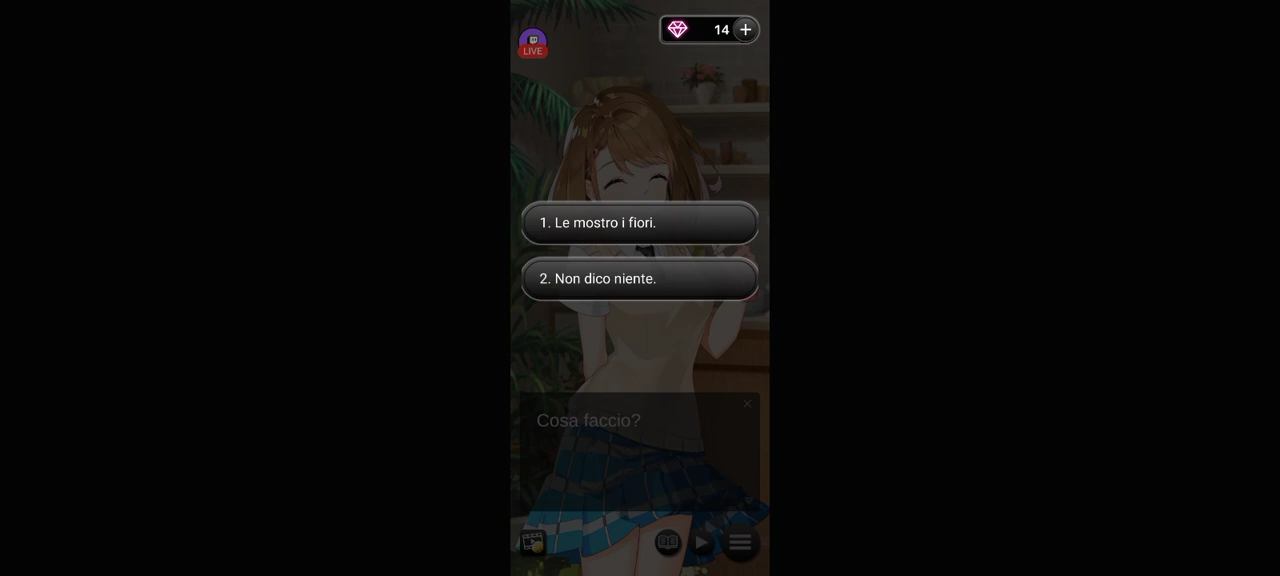 14 +
LIVE
1. Le mostro i fiori.
2. Non dico niente.
Cosa faccio?